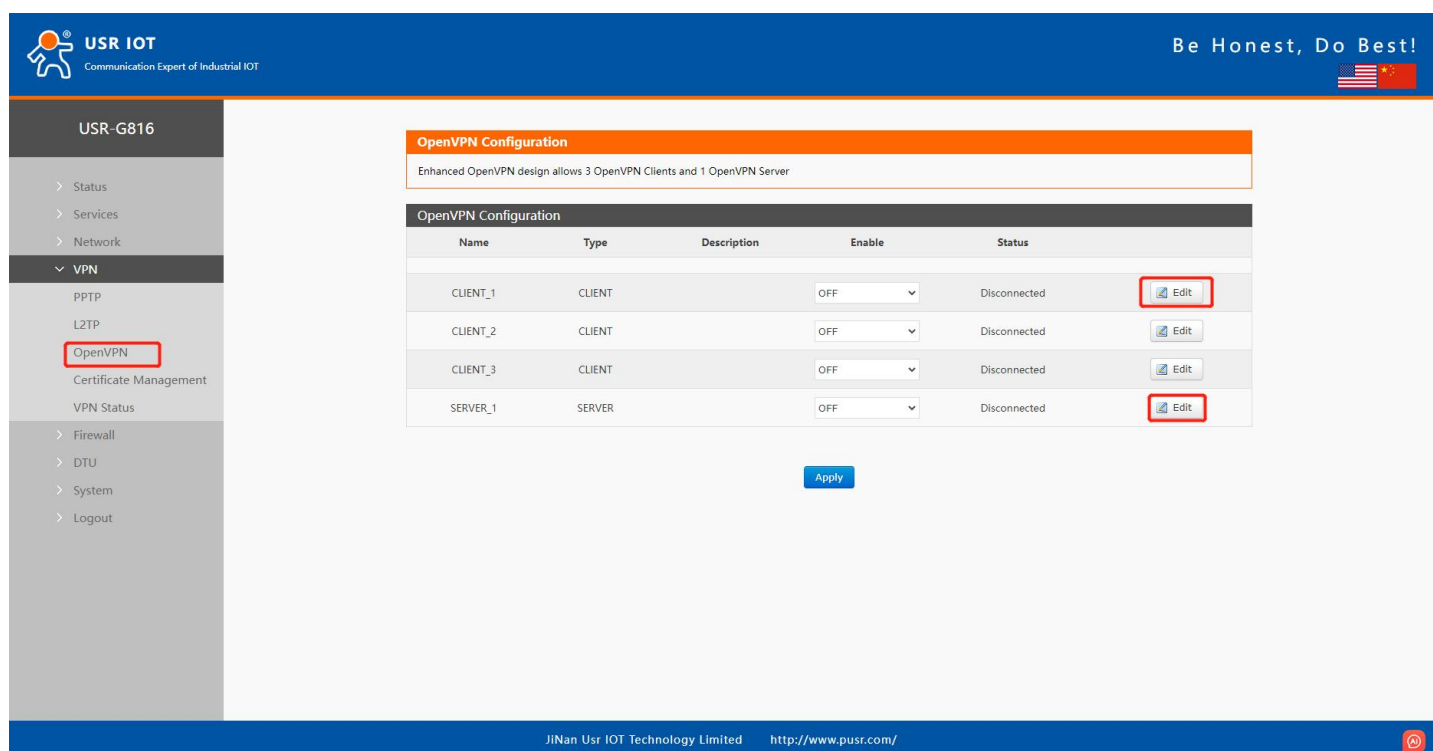 USR IOT
Communication Expert of Industrial IOT
Be Honest, Do Best!
USR-G816
Status
Services
Network
VPN
PPTP
L2TP
OpenVPN
Certificate Management
VPN Status
Firewall
DTU
System
Logout
OpenVPN Configuration
Enhanced OpenVPN design allows 3 OpenVPN Clients and 1 OpenVPN Server
OpenVPN Configuration
Name Type Description Enable Status
CLIENT_1 CLIENT OFF Disconnected Edit
CLIENT_2 CLIENT OFF Disconnected Edit
CLIENT_3 CLIENT OFF Disconnected Edit
SERVER_1 SERVER OFF Disconnected Edit
Apply
JiNan Usr IOT Technology Limited http://www.pusr.com/
AI